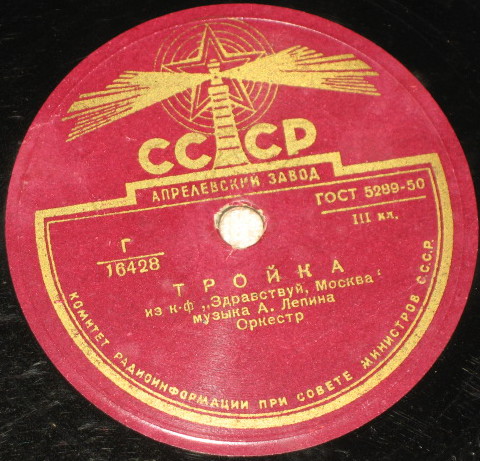 СССР
АПРЕЛЕВСКИЙ ЗАВОД
ГОСТ 5289-50
III кл.
Г
16428
ТРОЙКА
из к-ф „Здравствуй, Москва“
музыка А. Лепина
Оркестр
КОМИТЕТ РАДИОИНФОРМАЦИИ ПРИ СОВЕТЕ МИНИСТРОВ СССР.